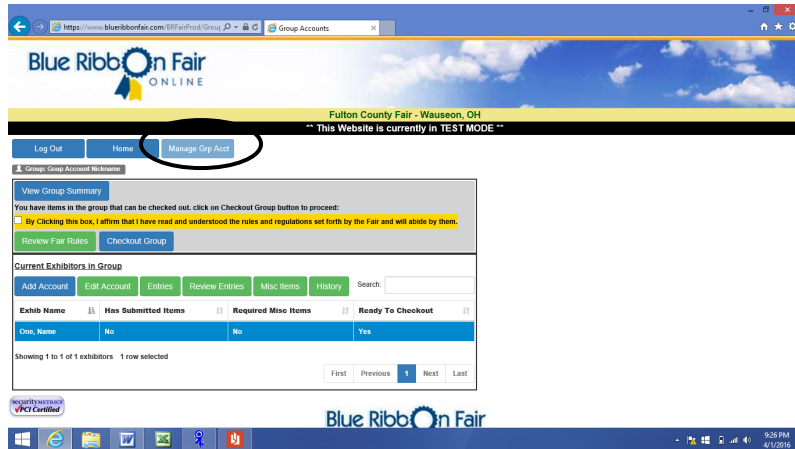 https://www.blueribbonfair.com/BRFairProd/Group
Group Accounts
Blue Ribbon Fair
ONLINE
Fulton County Fair - Wauseon, OH
** This Website is currently in TEST MODE **
Log Out Home Manage Grp Acct
Group: Goup Account Nickname
View Group Summary
You have items in the group that can be checked out. click on Checkout Group button to proceed:
By Clicking this box, I affirm that I have read and understood the rules and regulations set forth by the Fair and will abide by them.
Review Fair Rules Checkout Group
Current Exhibitors in Group
Add Account Edit Account Entries Review Entries Misc Items History Search:
Exhib Name Has Submitted Items Required Misc Items Ready To Checkout
One, Name No No Yes
Showing 1 to 1 of 1 exhibitors 1 row selected
First Previous 1 Next Last
securityMETRICS
PCI Certified
Blue Ribbon Fair
9:26 PM
4/1/2016